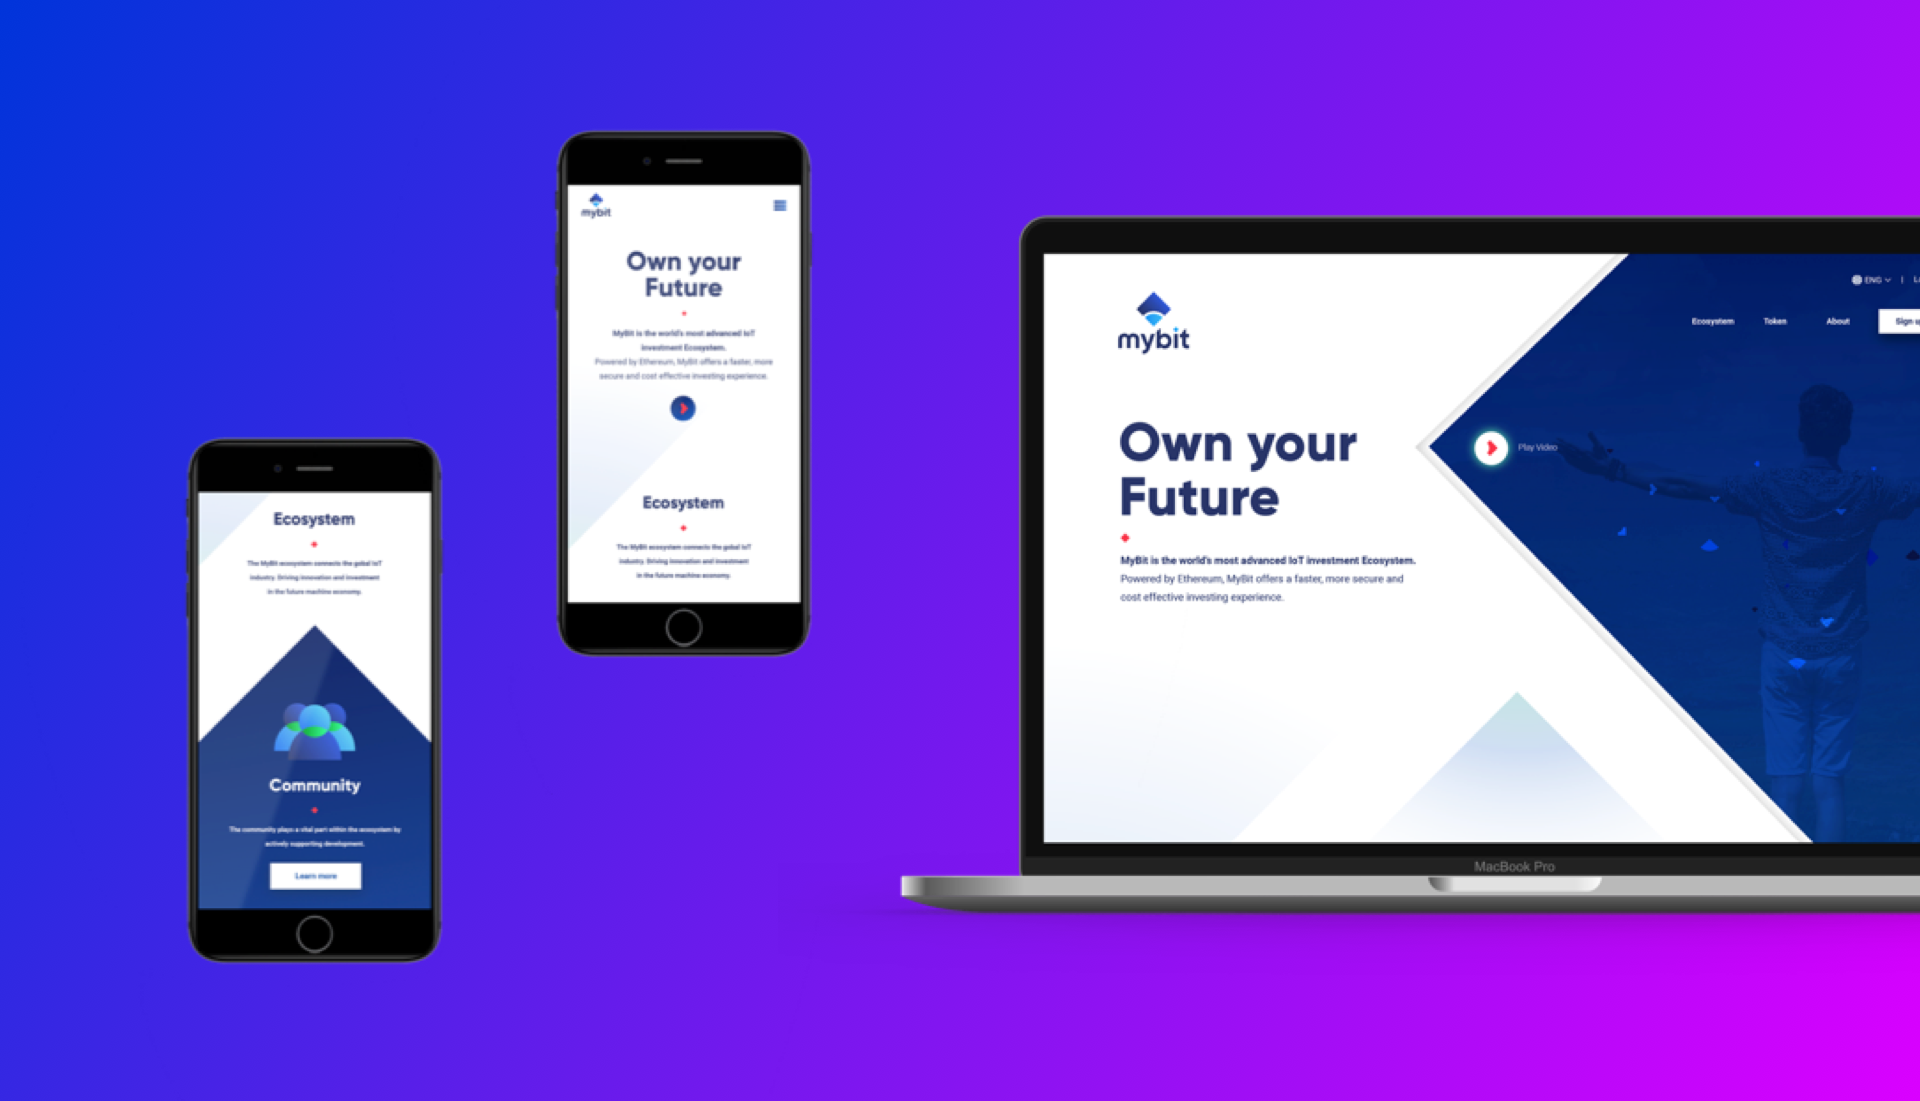 Ecosystem
The MyBit ecosystem connects the gobal IoT
industry. Driving innovation and investment
in the future machine economy.
Community
The community plays a vital part within the ecosystem by
actively supporting development.
Learn more
mybit
Own your
Future
MyBit is the world's most advanced IoT
investment Ecosystem.
Powered by Ethereum, MyBit offers a faster, more
secure and cost effective investing experience.
Ecosystem
The MyBit ecosystem connects the gobal IoT
industry. Driving innovation and investment
in the future machine economy.
ENG | L
mybit
Ecosystem Token About Sign u
Own your
Future
Play Video
MyBit is the world's most advanced IoT investment Ecosystem.
Powered by Ethereum, MyBit offers a faster, more secure and
cost effective investing experience.
MacBook Pro